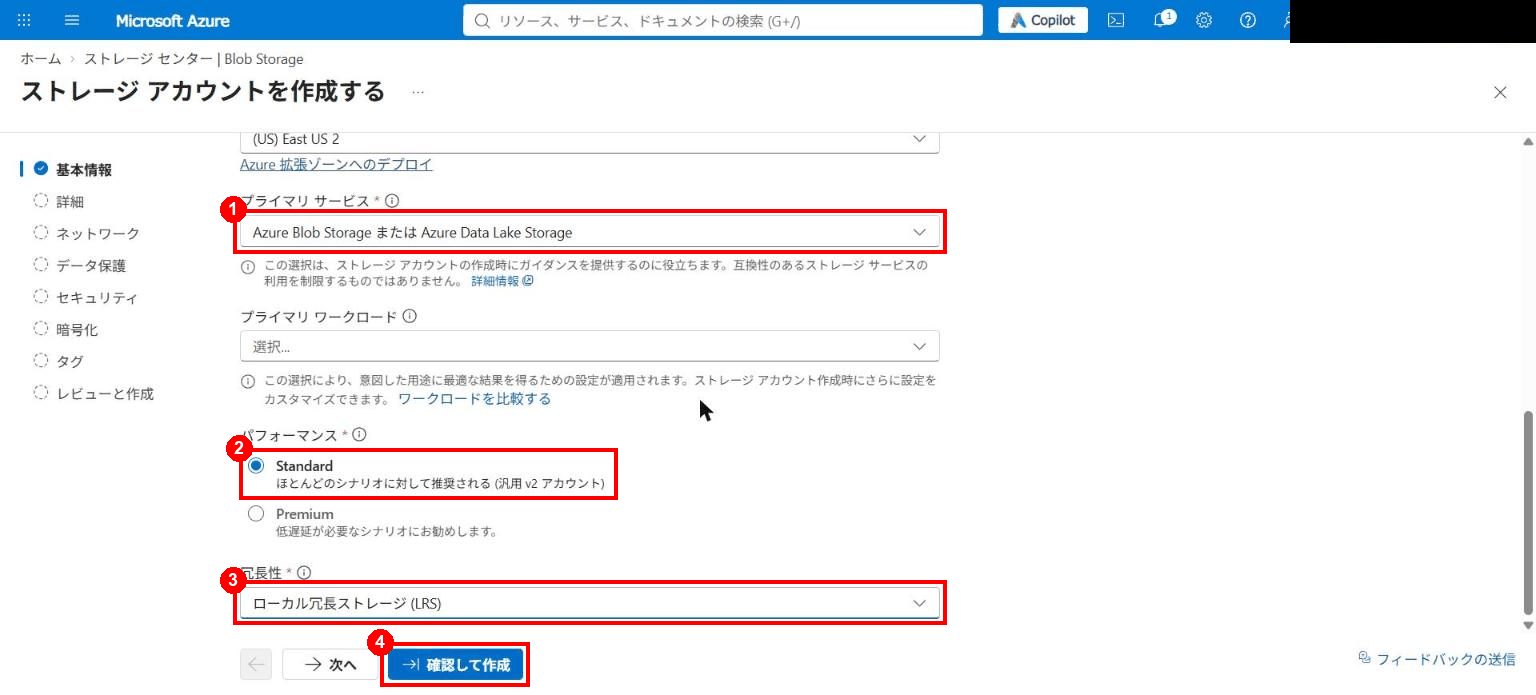 Microsoft Azure
リソース、サービス、ドキュメントの検索 (G+/)
Copilot
1
ホーム › ストレージ センター | Blob Storage
ストレージ アカウントを作成する ...
基本情報
詳細
ネットワーク
データ保護
セキュリティ
暗号化
タグ
レビューと作成
(US) East US 2
Azure 拡張ゾーンへのデプロイ
プライマリ サービス *
1
Azure Blob Storage または Azure Data Lake Storage
この選択は、ストレージ アカウントの作成時にガイダンスを提供するのに役立ちます。互換性のあるストレージ サービスの
利用を制限するものではありません。 詳細情報
プライマリ ワークロード
選択...
この選択により、意図した用途に最適な結果を得るための設定が適用されます。ストレージ アカウント作成時にさらに設定を
カスタマイズできます。 ワークロードを比較する
パフォーマンス *
2
Standard
ほとんどのシナリオに対して推奨される (汎用 v2 アカウント)
Premium
低遅延が必要なシナリオにお勧めします。
冗長性 *
3
ローカル冗長ストレージ (LRS)
4
次へ
確認して作成
フィードバックの送信